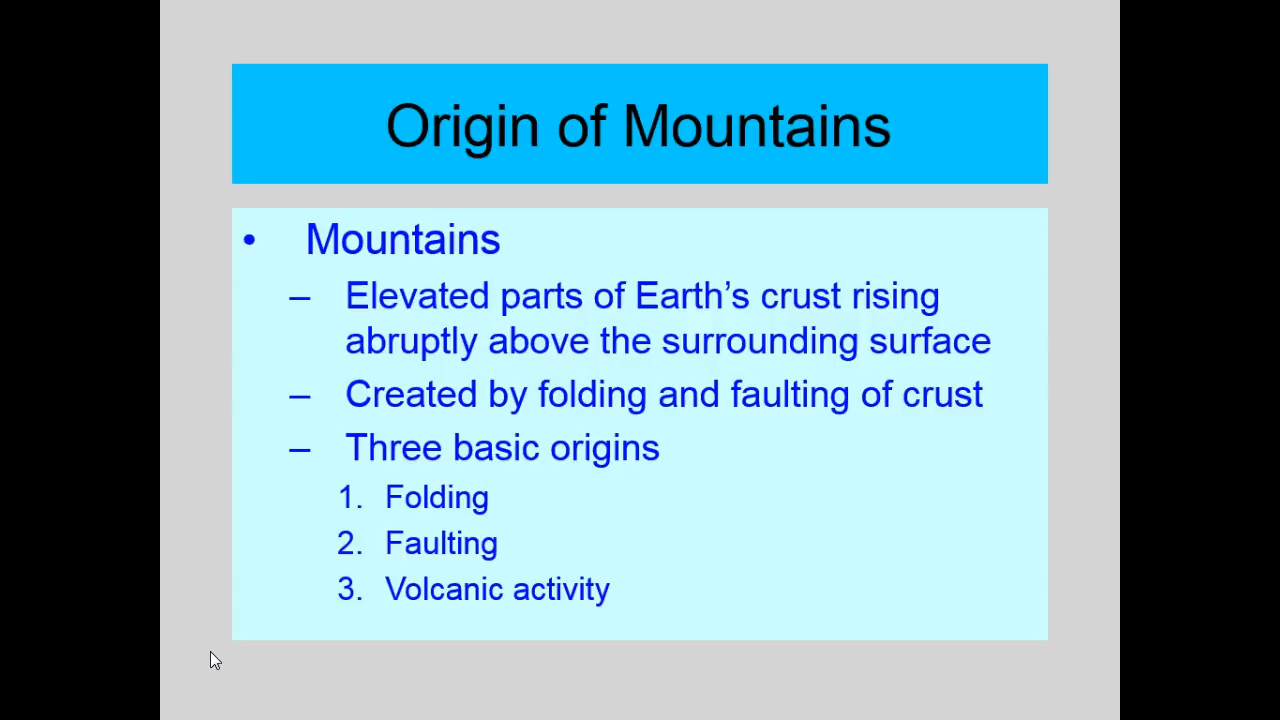 Origin of Mountains
• Mountains
– Elevated parts of Earth’s crust rising
abruptly above the surrounding surface
– Created by folding and faulting of crust
– Three basic origins
1. Folding
2. Faulting
3. Volcanic activity